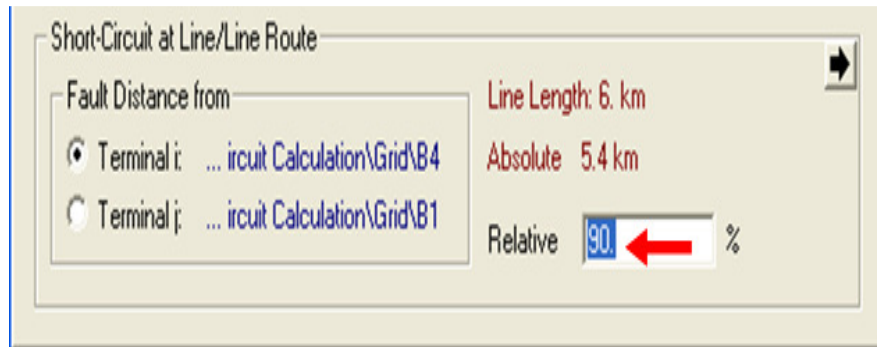 Short-Circuit at Line/Line Route
Fault Distance from
Terminal i: ... ircuit Calculation\Grid\B4
Terminal j: ... ircuit Calculation\Grid\B1
Line Length: 6. km
Absolute 5.4 km
Relative 90. %